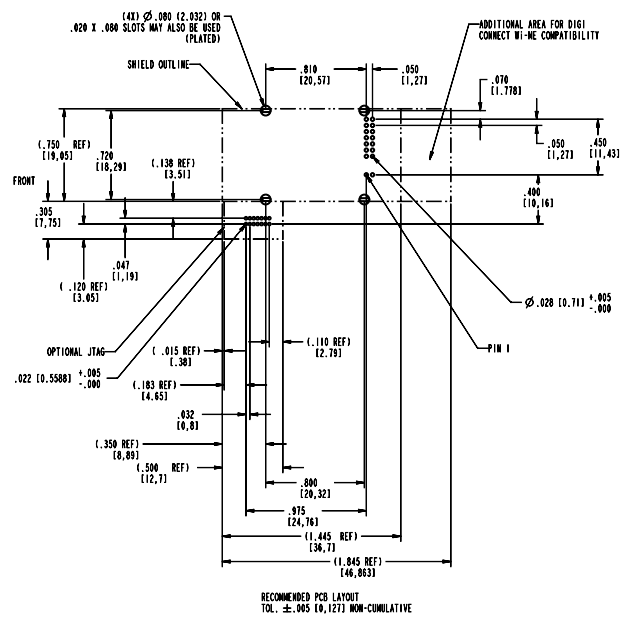 (4X) Ø .080 (2.032) OR
.020 X .080 SLOTS MAY ALSO BE USED
(PLATED)
ADDITIONAL AREA FOR DIGI
CONNECT Wi-ME COMPATIBILITY
SHIELD OUTLINE
.810
[20,57]
.050
[1,27]
.070
[1.778]
(.750 REF)
[19,05]
.720
[18,29]
(.138 REF)
[3.51]
.050
[1,27]
.450
[11,43]
FRONT
.305
[7,75]
.400
[10,16]
(.120 REF)
[3.05]
.047
[1,19]
Ø .028 [0.71] +.005
-.000
OPTIONAL JTAG
(.015 REF)
[.38]
(.110 REF)
[2.79]
PIN 1
.022 [0.5588] +.005
-.000
(.183 REF)
[4.65]
.032
[0,8]
(.350 REF)
[8,89]
(.500 REF)
[12,7]
.800
[20,32]
.975
[24,76]
(1.445 REF)
[36,7]
(1.845 REF)
[46,863]
RECOMMENDED PCB LAYOUT
TOL. ±.005 [0,127] NON-CUMULATIVE